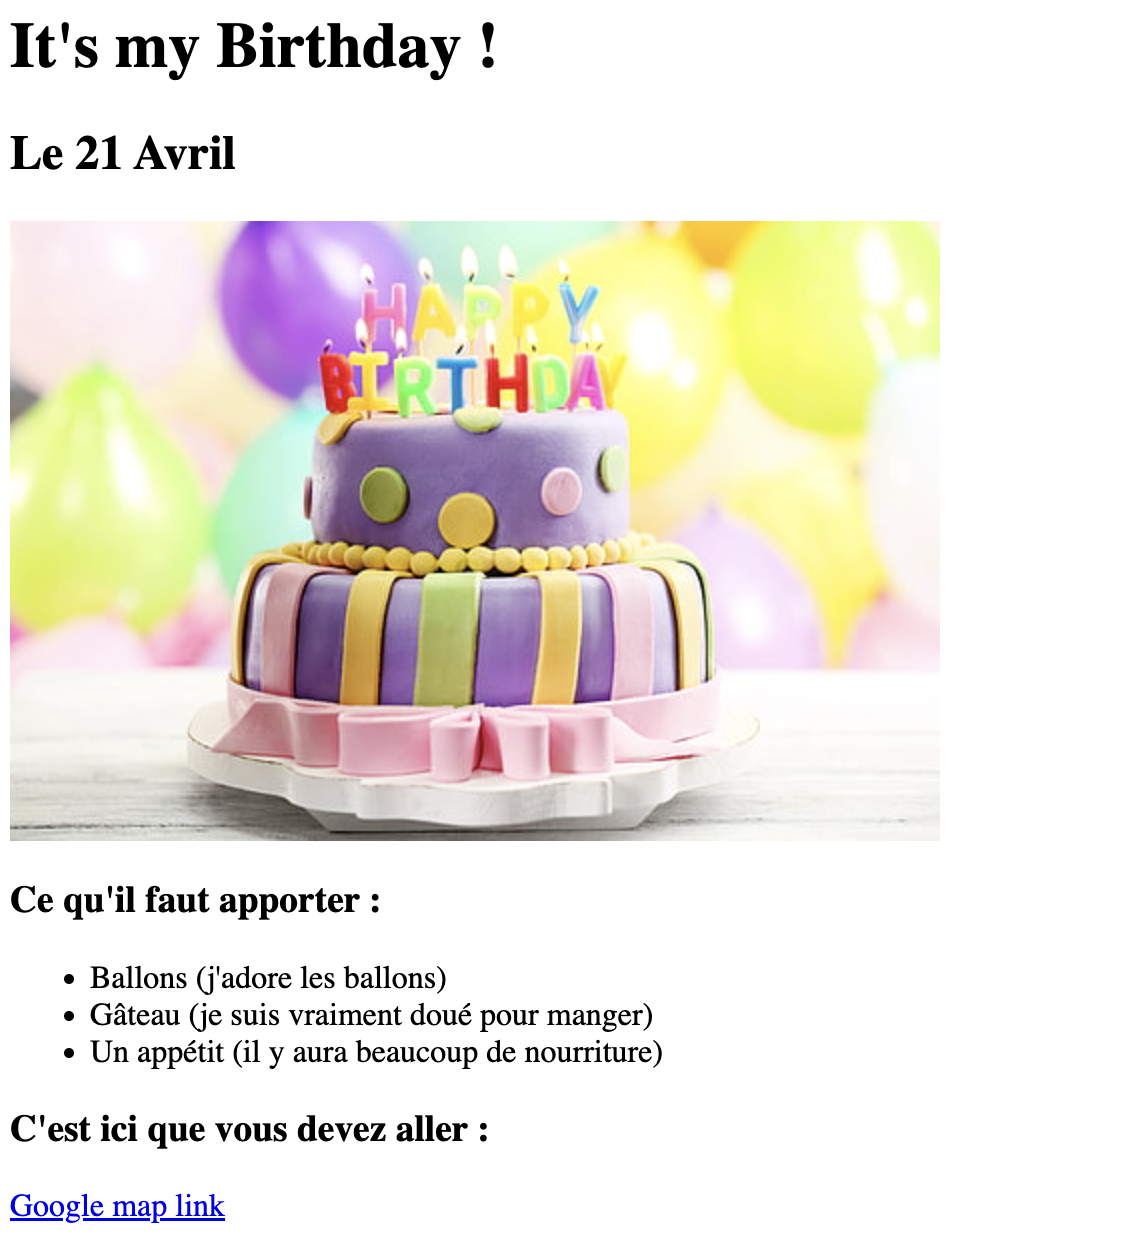 It's my Birthday !
Le 21 Avril
HAPPY
BIRTHDAY
Ce qu'il faut apporter :
Ballons (j'adore les ballons)
Gâteau (je suis vraiment doué pour manger)
Un appétit (il y aura beaucoup de nourriture)
C'est ici que vous devez aller :
Google map link